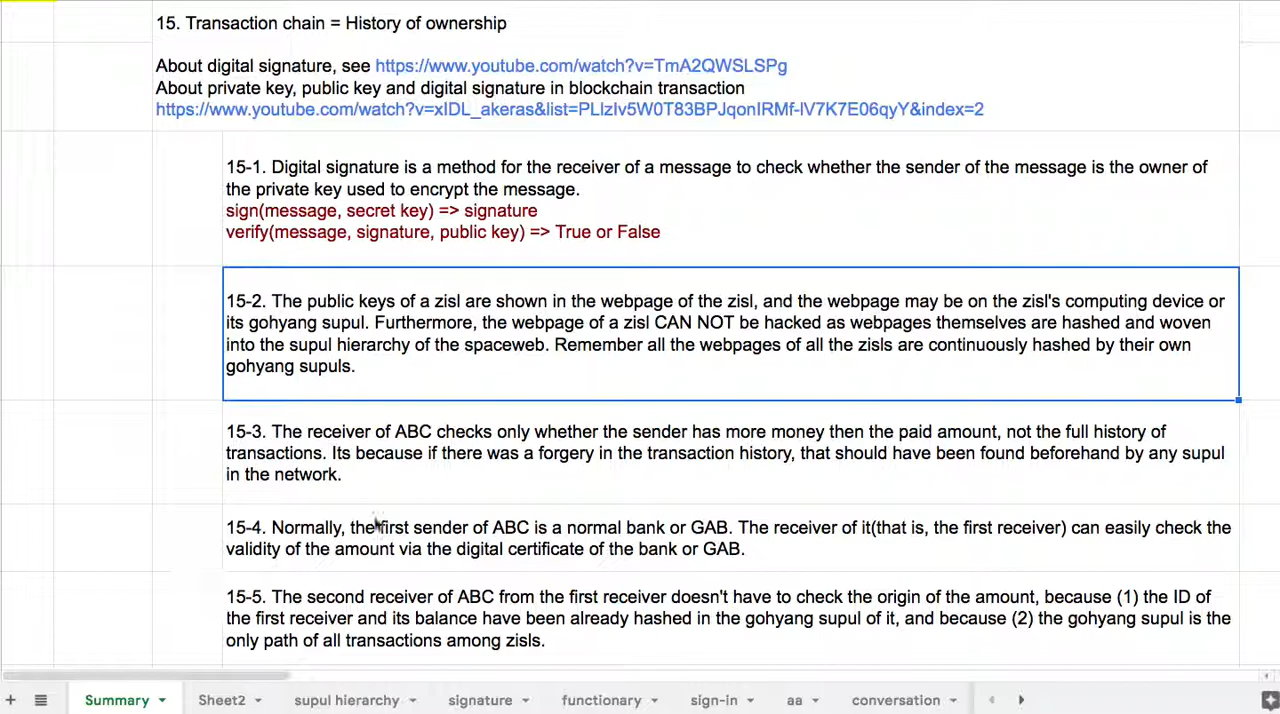 15. Transaction chain = History of ownership
About digital signature, see https://www.youtube.com/watch?v=TmA2QWSLSPg
About private key, public key and digital signature in blockchain transaction
https://www.youtube.com/watch?v=xIDL_akeras&list=PLlzIv5W0T83BPJqonIRMf-lV7K7E06qyY&index=2
15-1. Digital signature is a method for the receiver of a message to check whether the sender of the message is the owner of
the private key used to encrypt the message.
sign(message, secret key) => signature
verify(message, signature, public key) => True or False
15-2. The public keys of a zisl are shown in the webpage of the zisl, and the webpage may be on the zisl's computing device or
its gohyang supul. Furthermore, the webpage of a zisl CAN NOT be hacked as webpages themselves are hashed and woven
into the supul hierarchy of the spaceweb. Remember all the webpages of all the zisls are continuously hashed by their own
gohyang supuls.
15-3. The receiver of ABC checks only whether the sender has more money then the paid amount, not the full history of
transactions. Its because if there was a forgery in the transaction history, that should have been found beforehand by any supul
in the network.
15-4. Normally, the first sender of ABC is a normal bank or GAB. The receiver of it(that is, the first receiver) can easily check the
validity of the amount via the digital certificate of the bank or GAB.
15-5. The second receiver of ABC from the first receiver doesn't have to check the origin of the amount, because (1) the ID of
the first receiver and its balance have been already hashed in the gohyang supul of it, and because (2) the gohyang supul is the
only path of all transactions among zisls.
+ Summary Sheet2 supul hierarchy signature functionary sign-in aa conversation